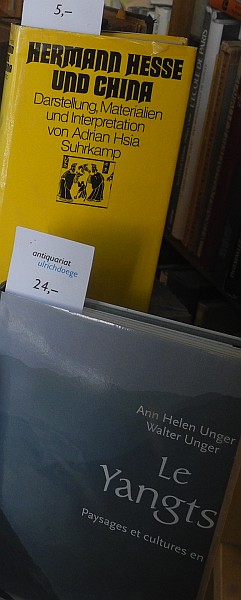 5,–
HERMANN HESSE
UND CHINA
Darstellung, Materialien
und Interpretation
von Adrian Hsia
Suhrkamp
antiquariat
ulrichdoege
24,–
Ann Helen Unger
Walter Unger
Le
Yangts
Paysages et cultures en